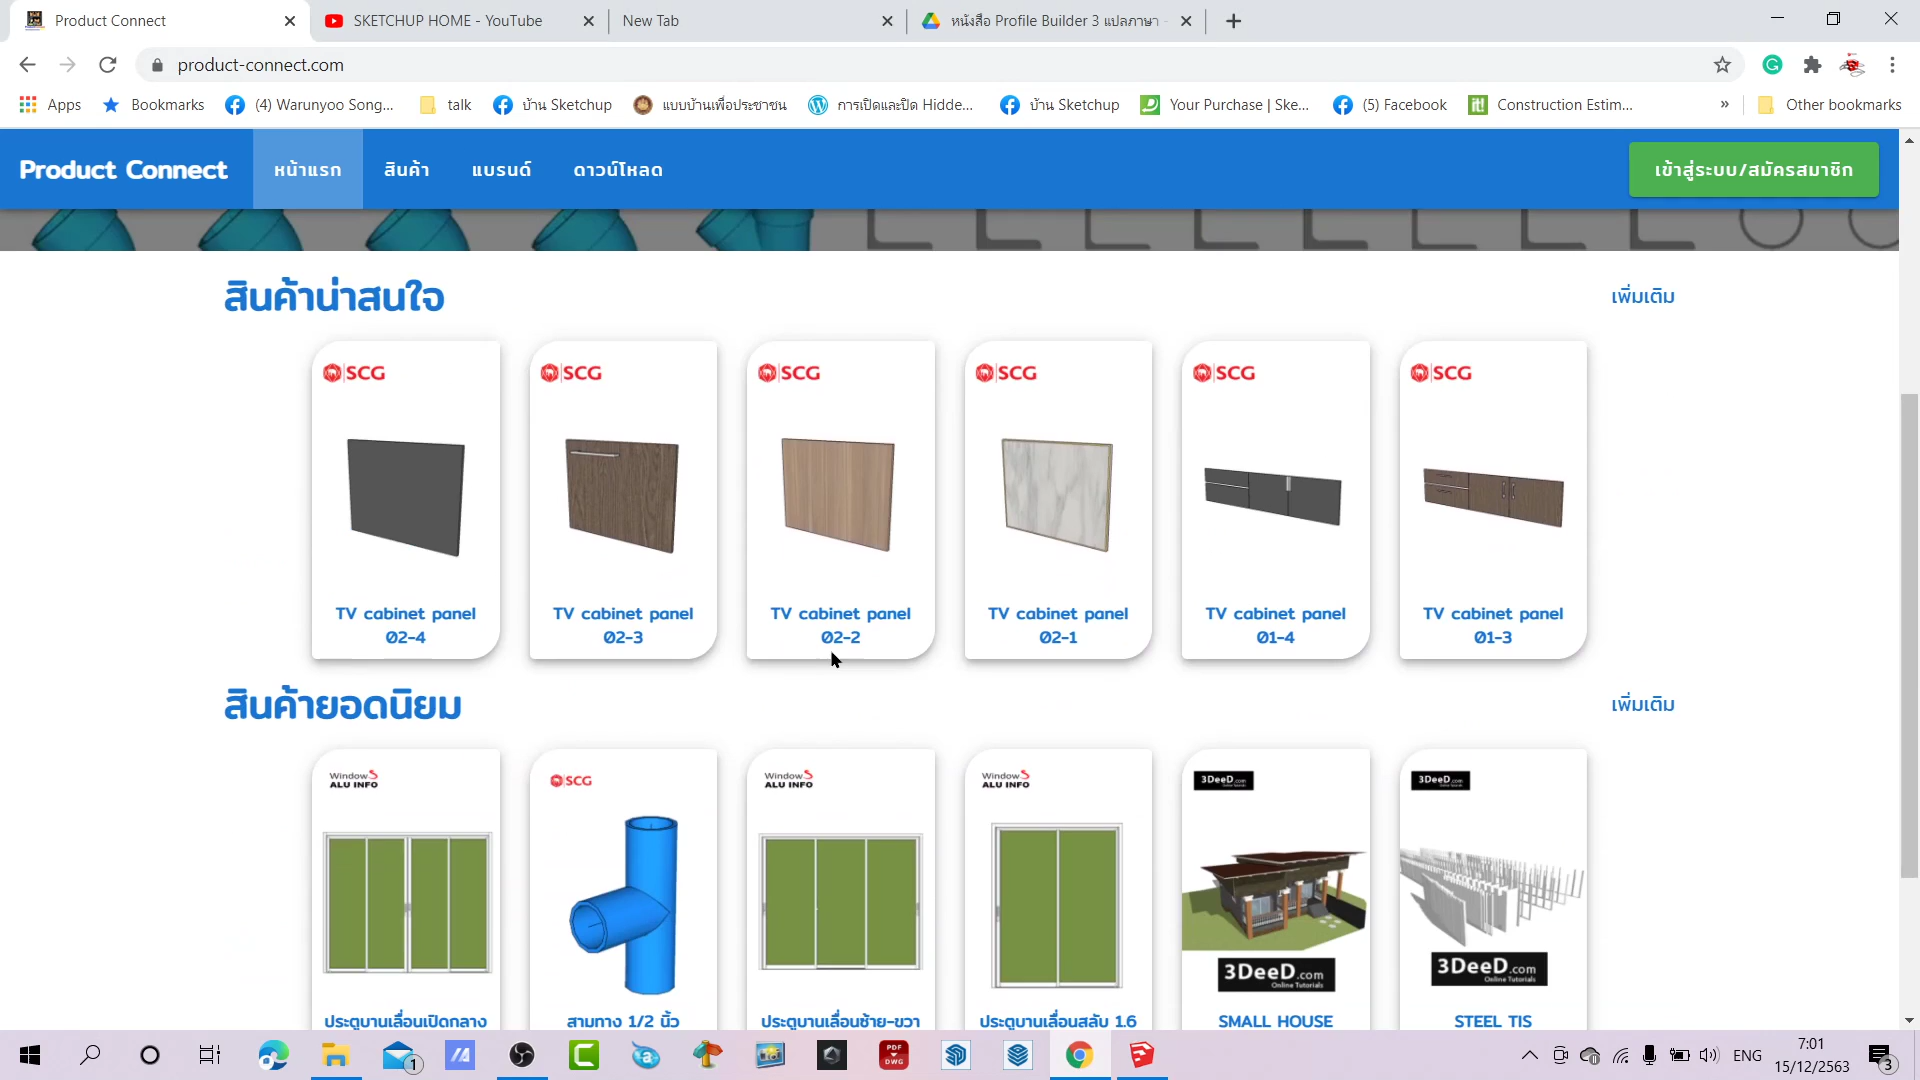 Product Connect
SKETCHUP HOME - YouTube
New Tab
หนังสือ Profile Builder 3 แปลภาษา -
product-connect.com
Apps
Bookmarks
(4) Warunyoo Song...
talk
บ้าน Sketchup
แบบบ้านเพื่อประชาชน
การเปิดและปิด Hidde...
บ้าน Sketchup
Your Purchase | Ske...
(5) Facebook
Construction Estim...
»
Other bookmarks
Product Connect
หน้าแรก
สินค้า
แบรนด์
ดาวน์โหลด
เข้าสู่ระบบ/สมัครสมาชิก
สินค้าน่าสนใจ
เพิ่มเติม
SCG
SCG
SCG
SCG
SCG
SCG
TV cabinet panel
02-4
TV cabinet panel
02-3
TV cabinet panel
02-2
TV cabinet panel
02-1
TV cabinet panel
01-4
TV cabinet panel
01-3
สินค้ายอดนิยม
เพิ่มเติม
Window
ALU INFO
SCG
Window
ALU INFO
Window
ALU INFO
3DeeD.com
3DeeD.com
3DeeD.com
Online Tutorials
3DeeD.com
Online Tutorials
ประตูบานเลื่อนเปิดกลาง
สามทาง 1/2 นิ้ว
ประตูบานเลื่อนซ้าย-ขวา
ประตูบานเลื่อนสลับ 1.6
SMALL HOUSE
STEEL TIS
1
PDF
DWG
ENG
7:01
15/12/2563
3